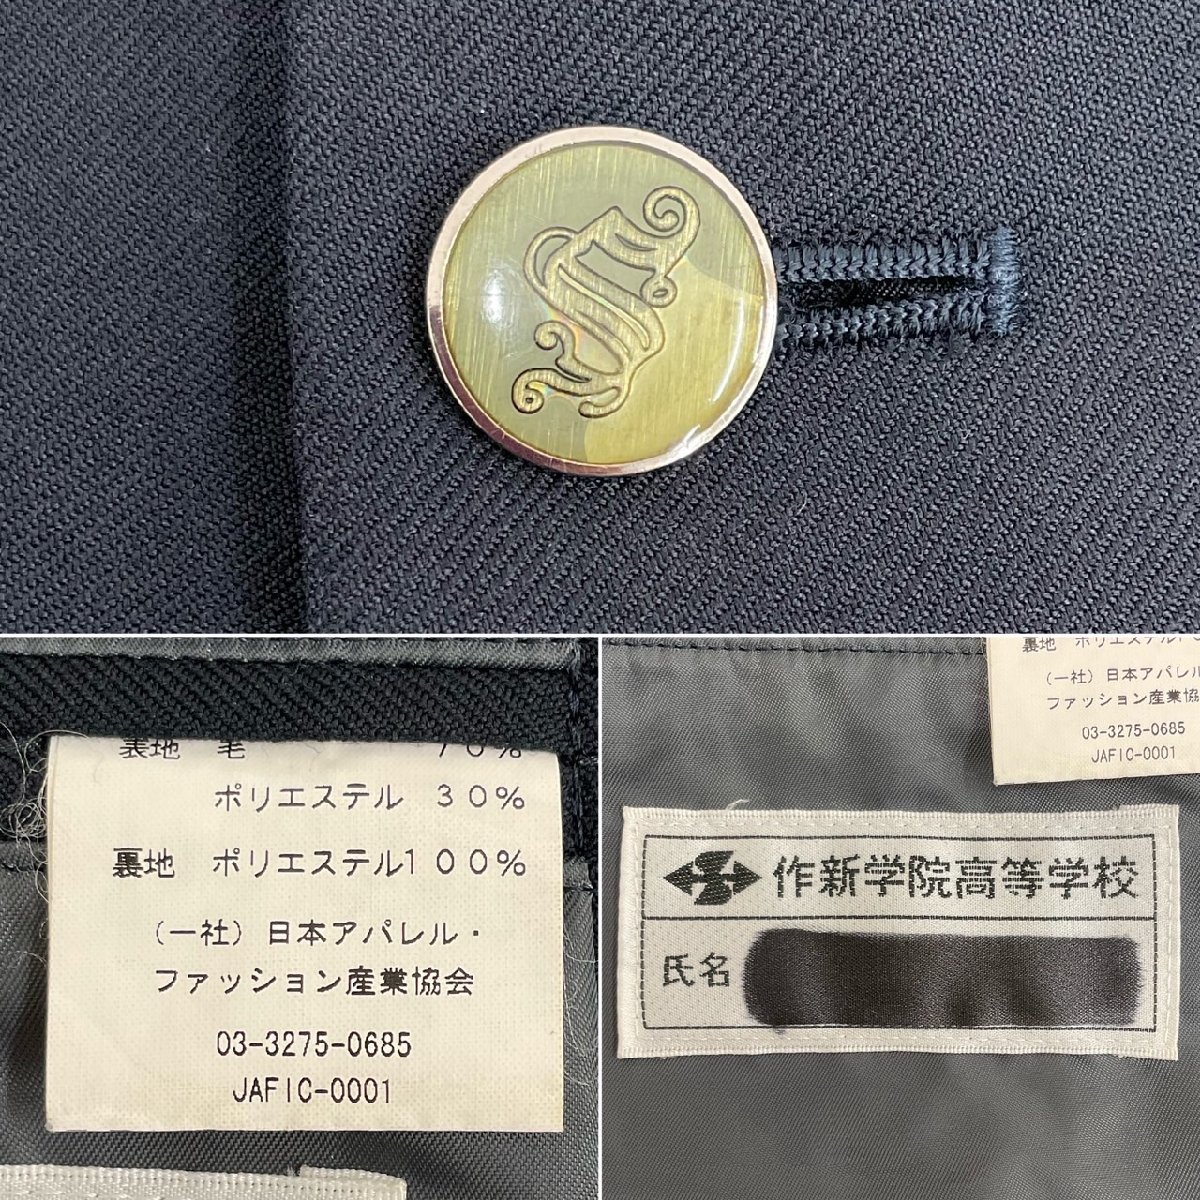 裏地 毛 70%
ポリエステル 30%
裏地 ポリエステル100%
(一社) 日本アパレル・
ファッション産業協会
03-3275-0685
JAFIC-0001
裏地 ポリエステル
(一社) 日本アパレル
ファッション産業協
03-3275-0685
JAFIC-0001
作新学院高等学校
氏名